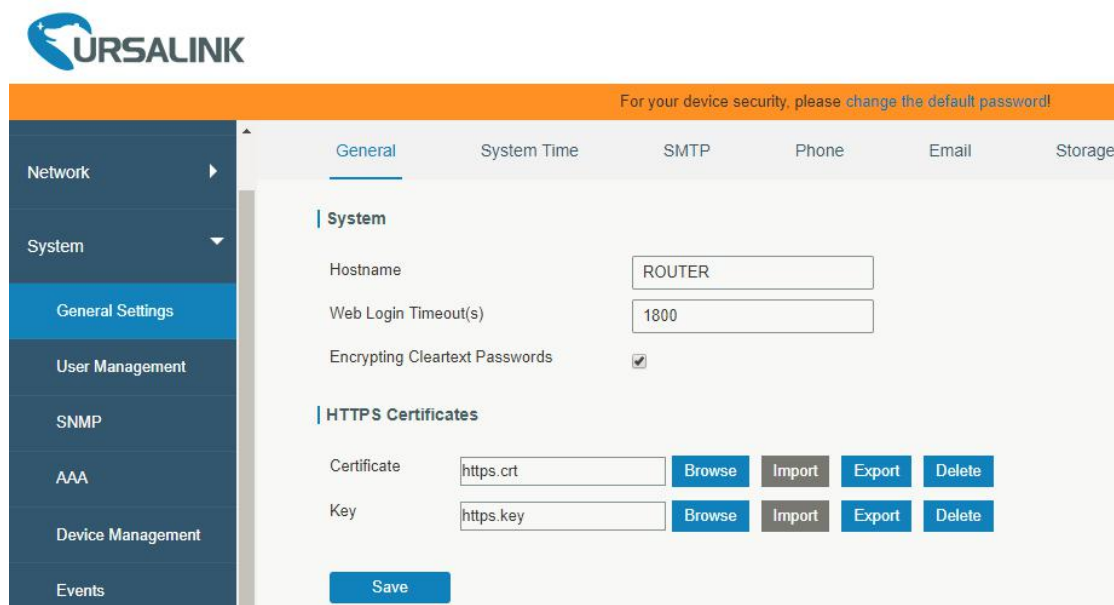 URSALINK
For your device security, please change the default password!
Network
System
General Settings
User Management
SNMP
AAA
Device Management
Events
General System Time SMTP Phone Email Storage
System
Hostname ROUTER
Web Login Timeout(s) 1800
Encrypting Cleartext Passwords
HTTPS Certificates
Certificate https.crt Browse Import Export Delete
Key https.key Browse Import Export Delete
Save